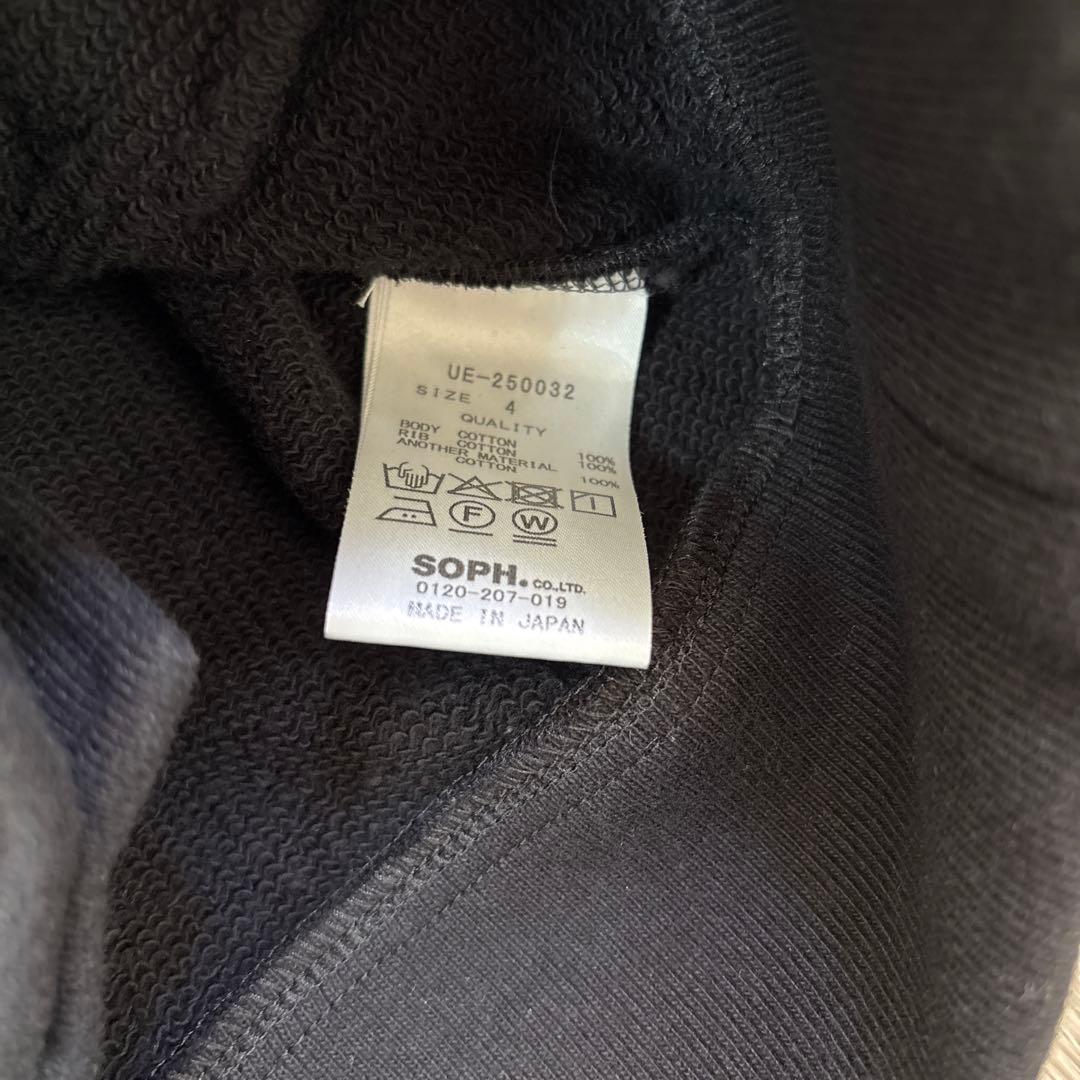 UE-250032
SIZE 4
QUALITY
BODY COTTON 100%
RIB COTTON 100%
ANOTHER MATERIAL
COTTON 100%
F W
SOPH. CO.,LTD.
0120-207-019
MADE IN JAPAN